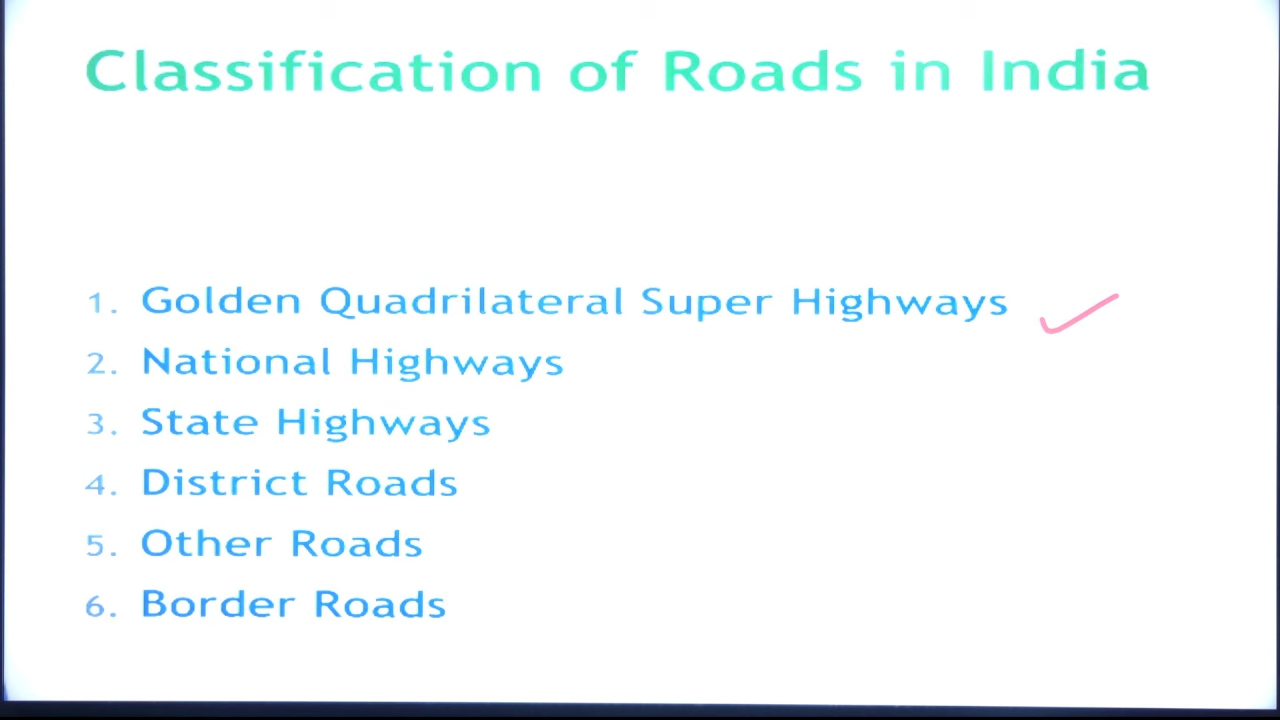 Classification of Roads in India
1. Golden Quadrilateral Super Highways
2. National Highways
3. State Highways
4. District Roads
5. Other Roads
6. Border Roads